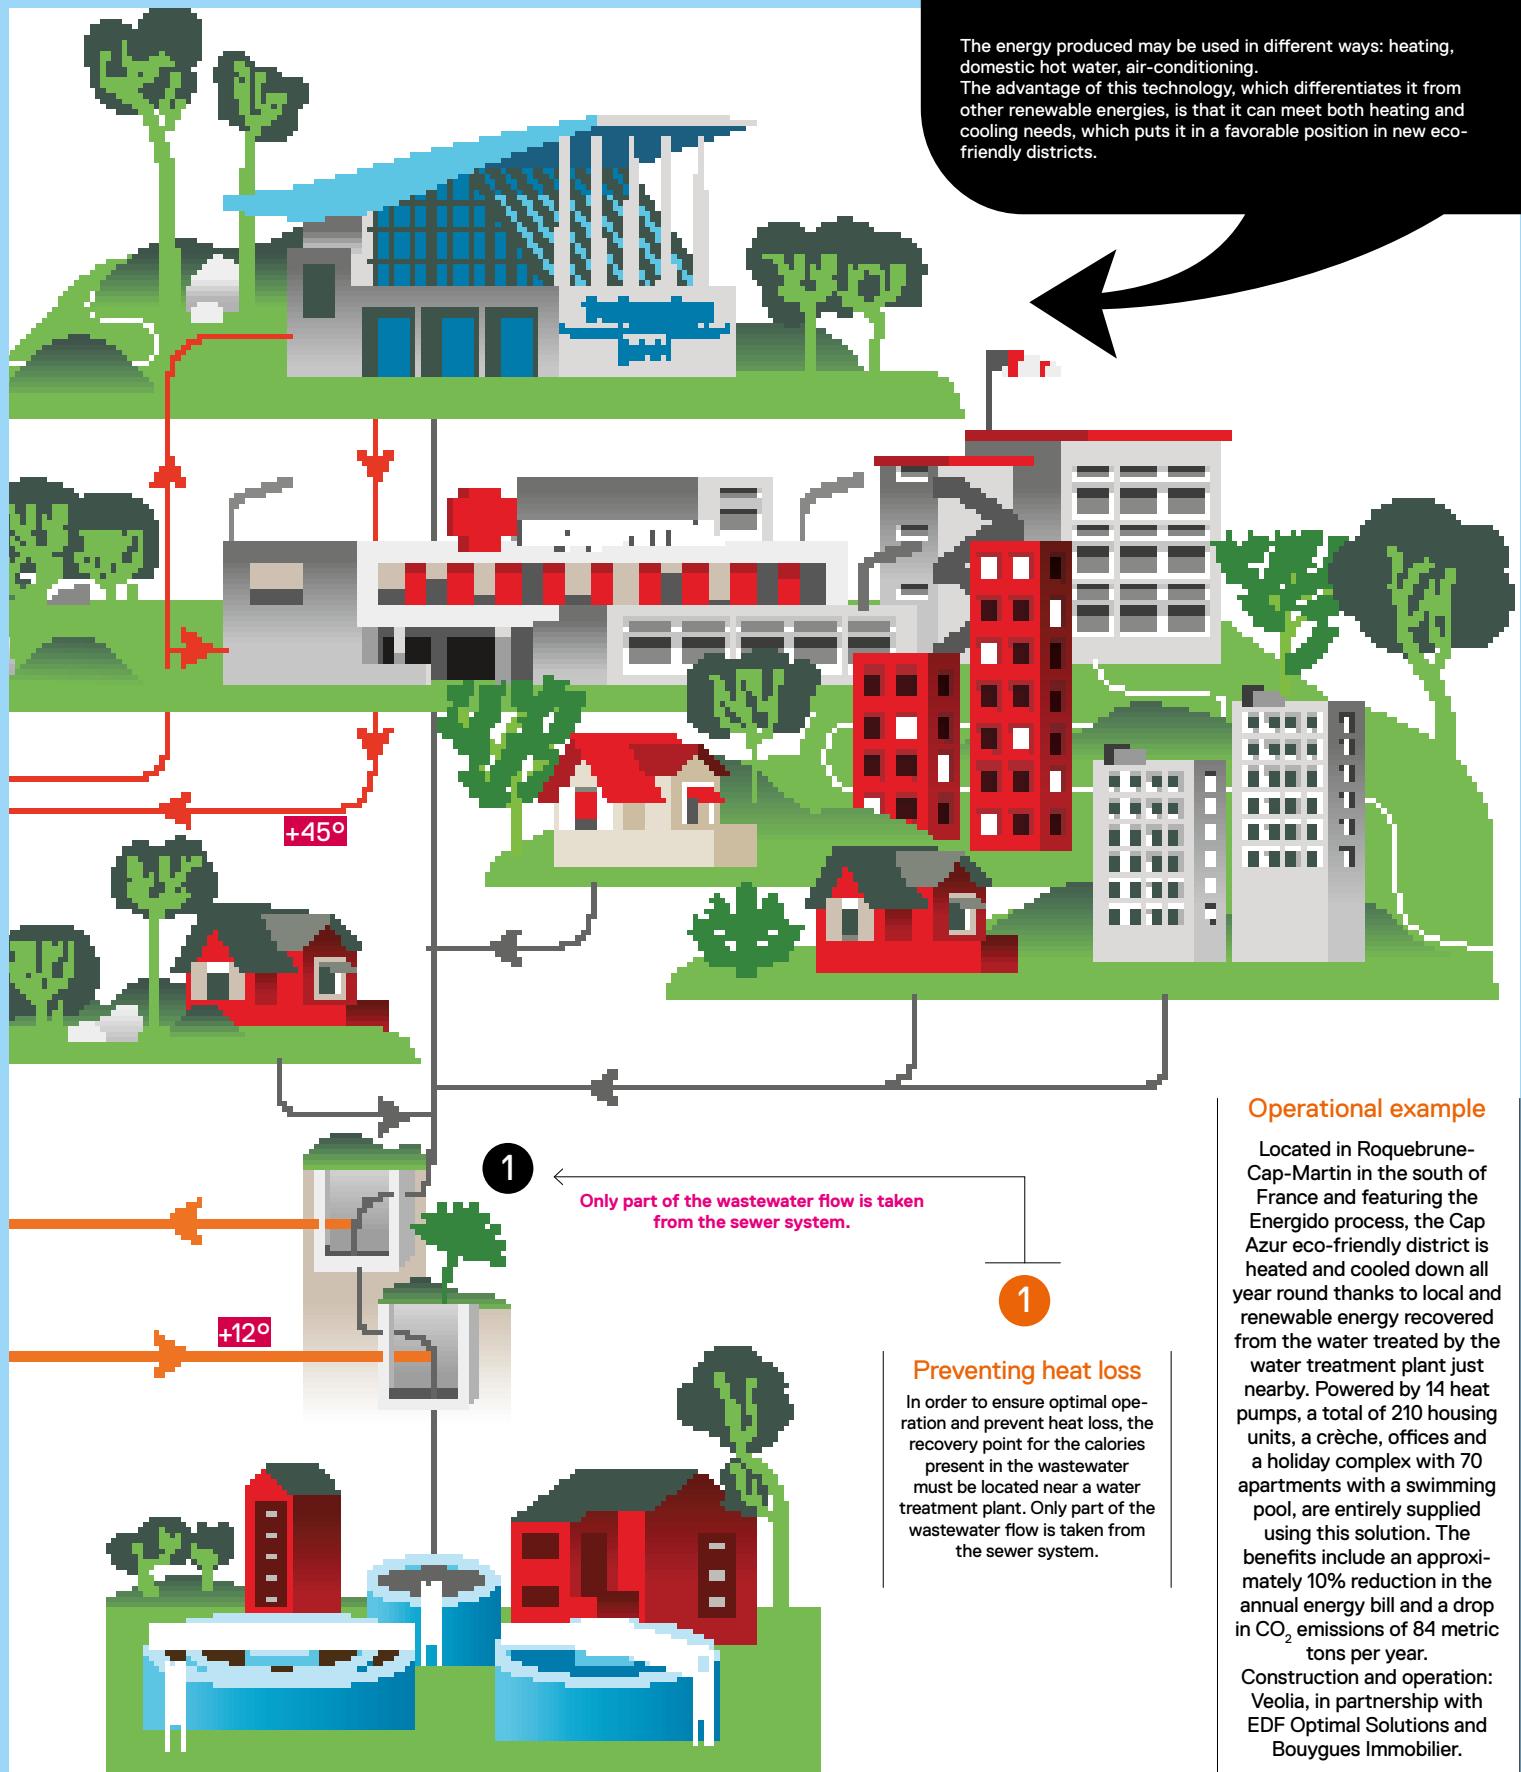 The energy produced may be used in different ways: heating,
domestic hot water, air-conditioning.
The advantage of this technology, which differentiates it from
other renewable energies, is that it can meet both heating and
cooling needs, which puts it in a favorable position in new eco-
friendly districts.
+45°
1
Only part of the wastewater flow is taken
from the sewer system.
+12°
1
Preventing heat loss
In order to ensure optimal ope-
ration and prevent heat loss, the
recovery point for the calories
present in the wastewater
must be located near a water
treatment plant. Only part of the
wastewater flow is taken from
the sewer system.
Operational example
Located in Roquebrune-
Cap-Martin in the south of
France and featuring the
Energido process, the Cap
Azur eco-friendly district is
heated and cooled down all
year round thanks to local and
renewable energy recovered
from the water treated by the
water treatment plant just
nearby. Powered by 14 heat
pumps, a total of 210 housing
units, a crèche, offices and
a holiday complex with 70
apartments with a swimming
pool, are entirely supplied
using this solution. The
benefits include an approxi-
mately 10% reduction in the
annual energy bill and a drop
in CO2 emissions of 84 metric
tons per year.
Construction and operation:
Veolia, in partnership with
EDF Optimal Solutions and
Bouygues Immobilier.